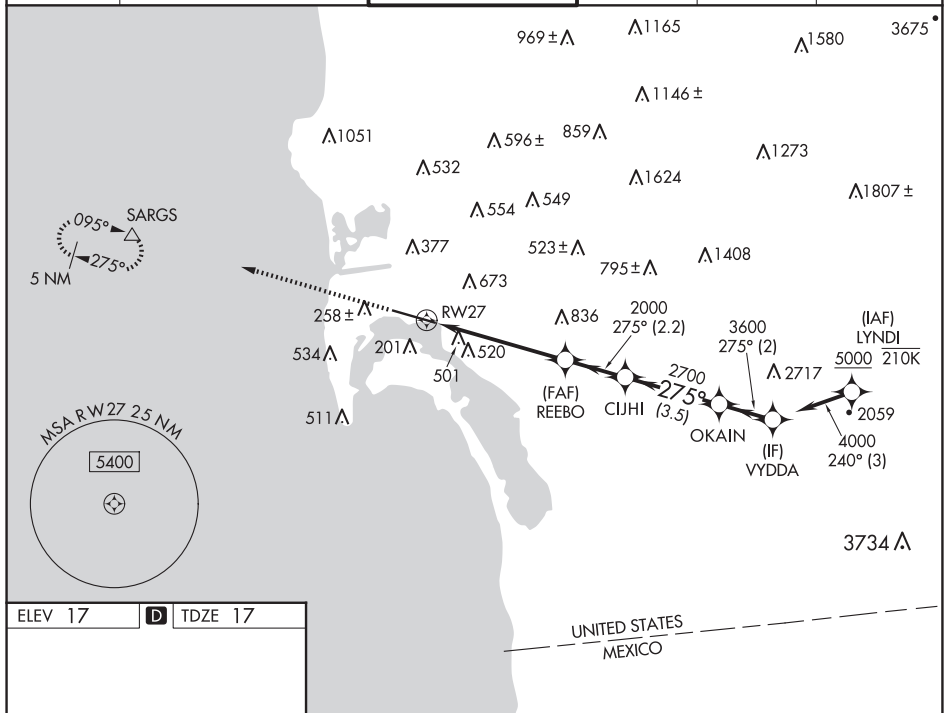 969 ±
1165
1580
3675
1146 ±
1051
596 ±
859
532
1273
1624
1807 ±
549
554
095°
SARGS
275°
5 NM
377
523 ±
795 ±
1408
673
RW27
258 ±
836
2000
275° (2.2)
3600
275° (2)
(IAF)
LYNDI
5000 210K
534
201
520
501
2717
2700
275°
(3.5)
(FAF)
REEBO
CIJHI
OKAIN
2059
511
4000
240° (3)
(IF)
VYDDA
MSA RW27 25 NM
5400
3734
ELEV 17 D TDZE 17
UNITED STATES
MEXICO